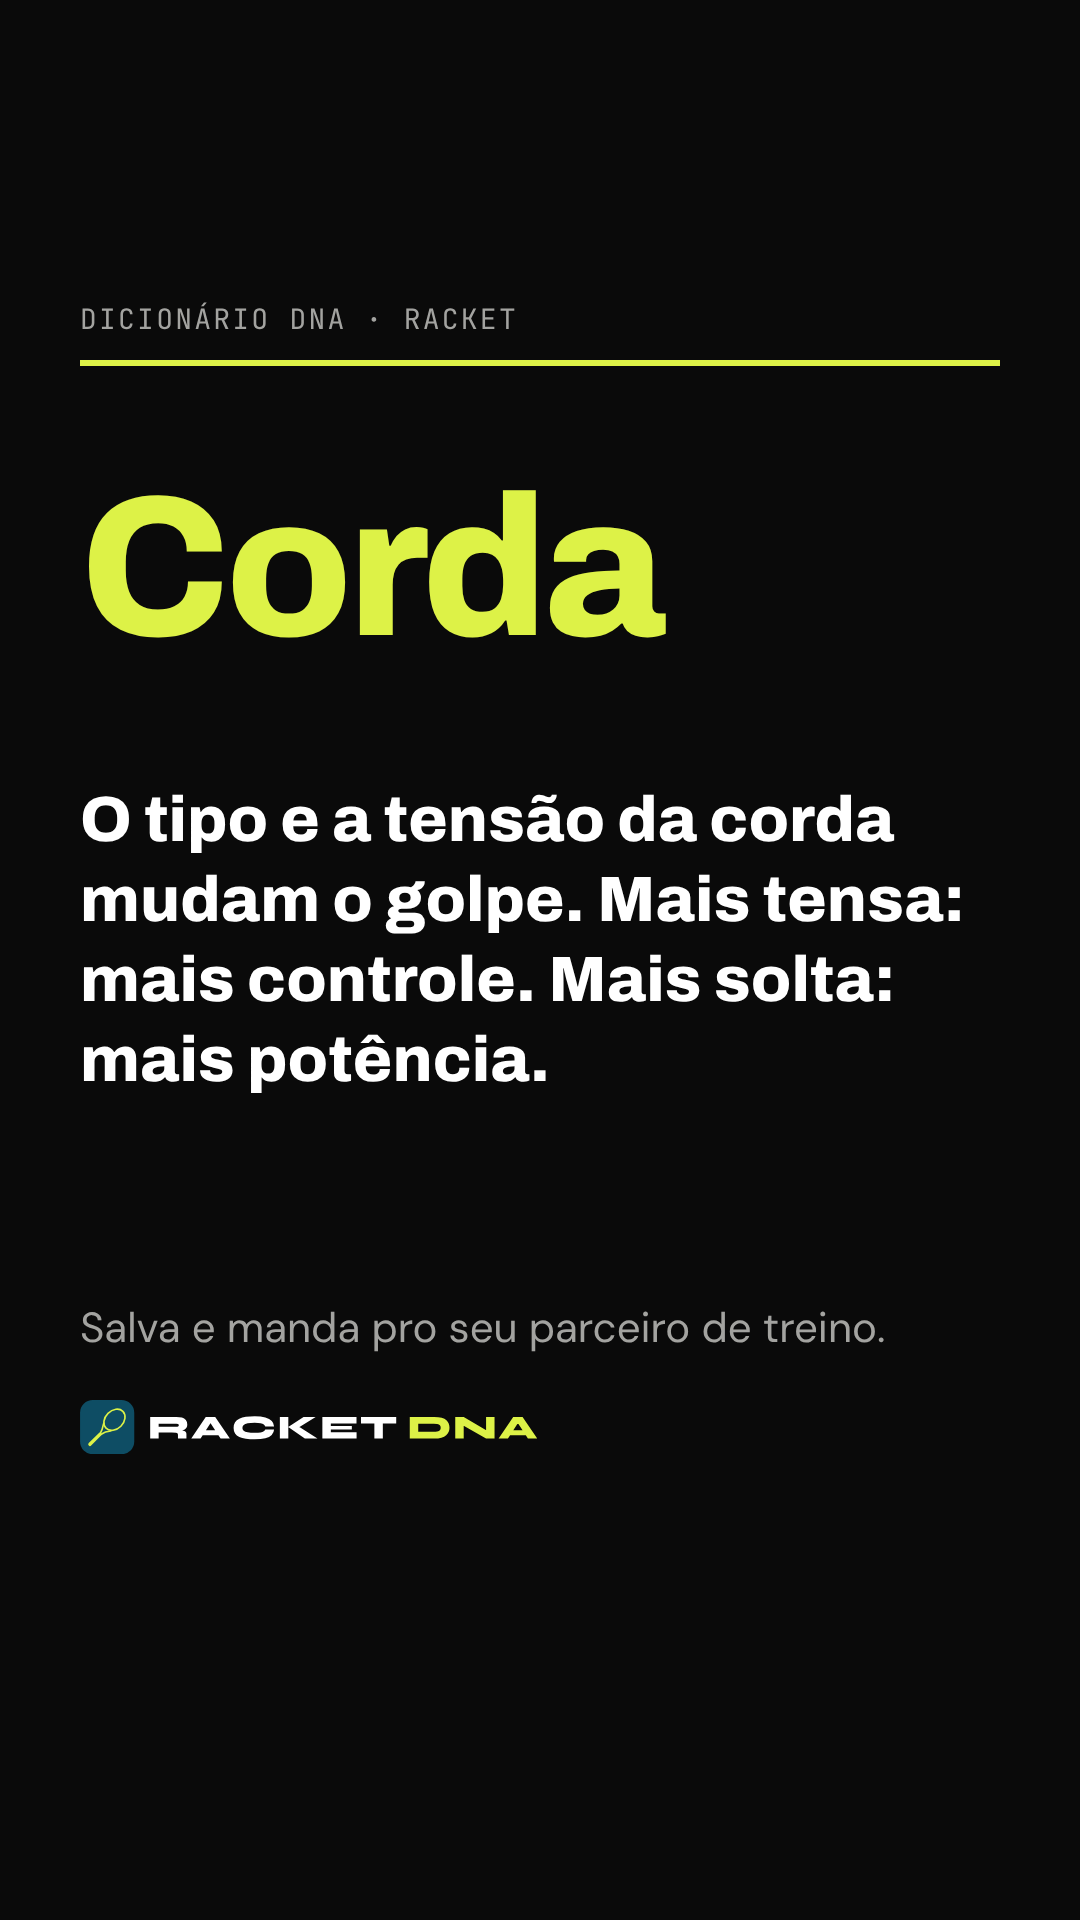 DICIONÁRIO DNA · RACKET
Corda
O tipo e a tensão da corda
mudam o golpe. Mais tensa:
mais controle. Mais solta:
mais potência.
Salva e manda pro seu parceiro de treino.
RACKET DNA